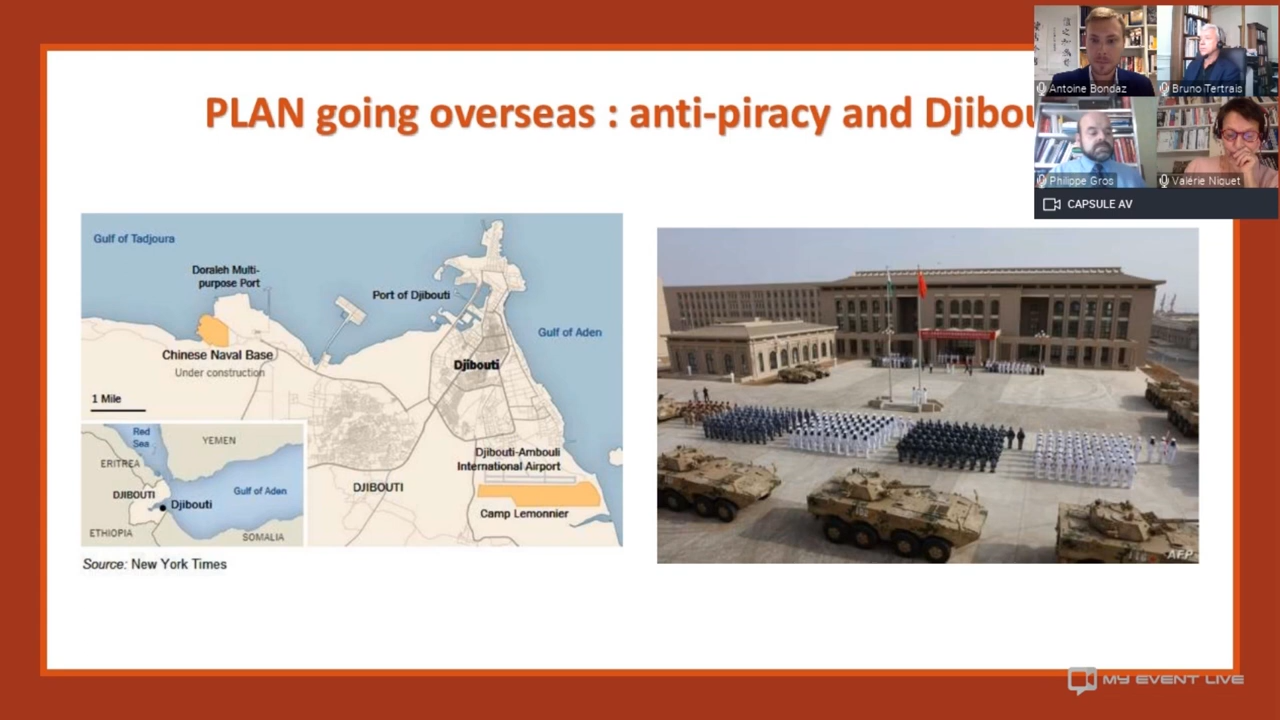 PLAN going overseas : anti-piracy and Djibou
Antoine Bondaz
Bruno Tertrais
Philippe Gros
Valérie Niquet
CAPSULE AV
Gulf of Tadjoura
Doraleh Multi-
purpose Port
Port of Djibouti
Gulf of Aden
Chinese Naval Base
Under construction
Djibouti
1 Mile
Red
Sea
YEMEN
ERITREA
DJIBOUTI
Djibouti
Gulf of Aden
ETHIOPIA
SOMALIA
Djibouti-Ambouli
International Airport
DJIBOUTI
Camp Lemonnier
Source: New York Times
AFP
MY EVENT LIVE